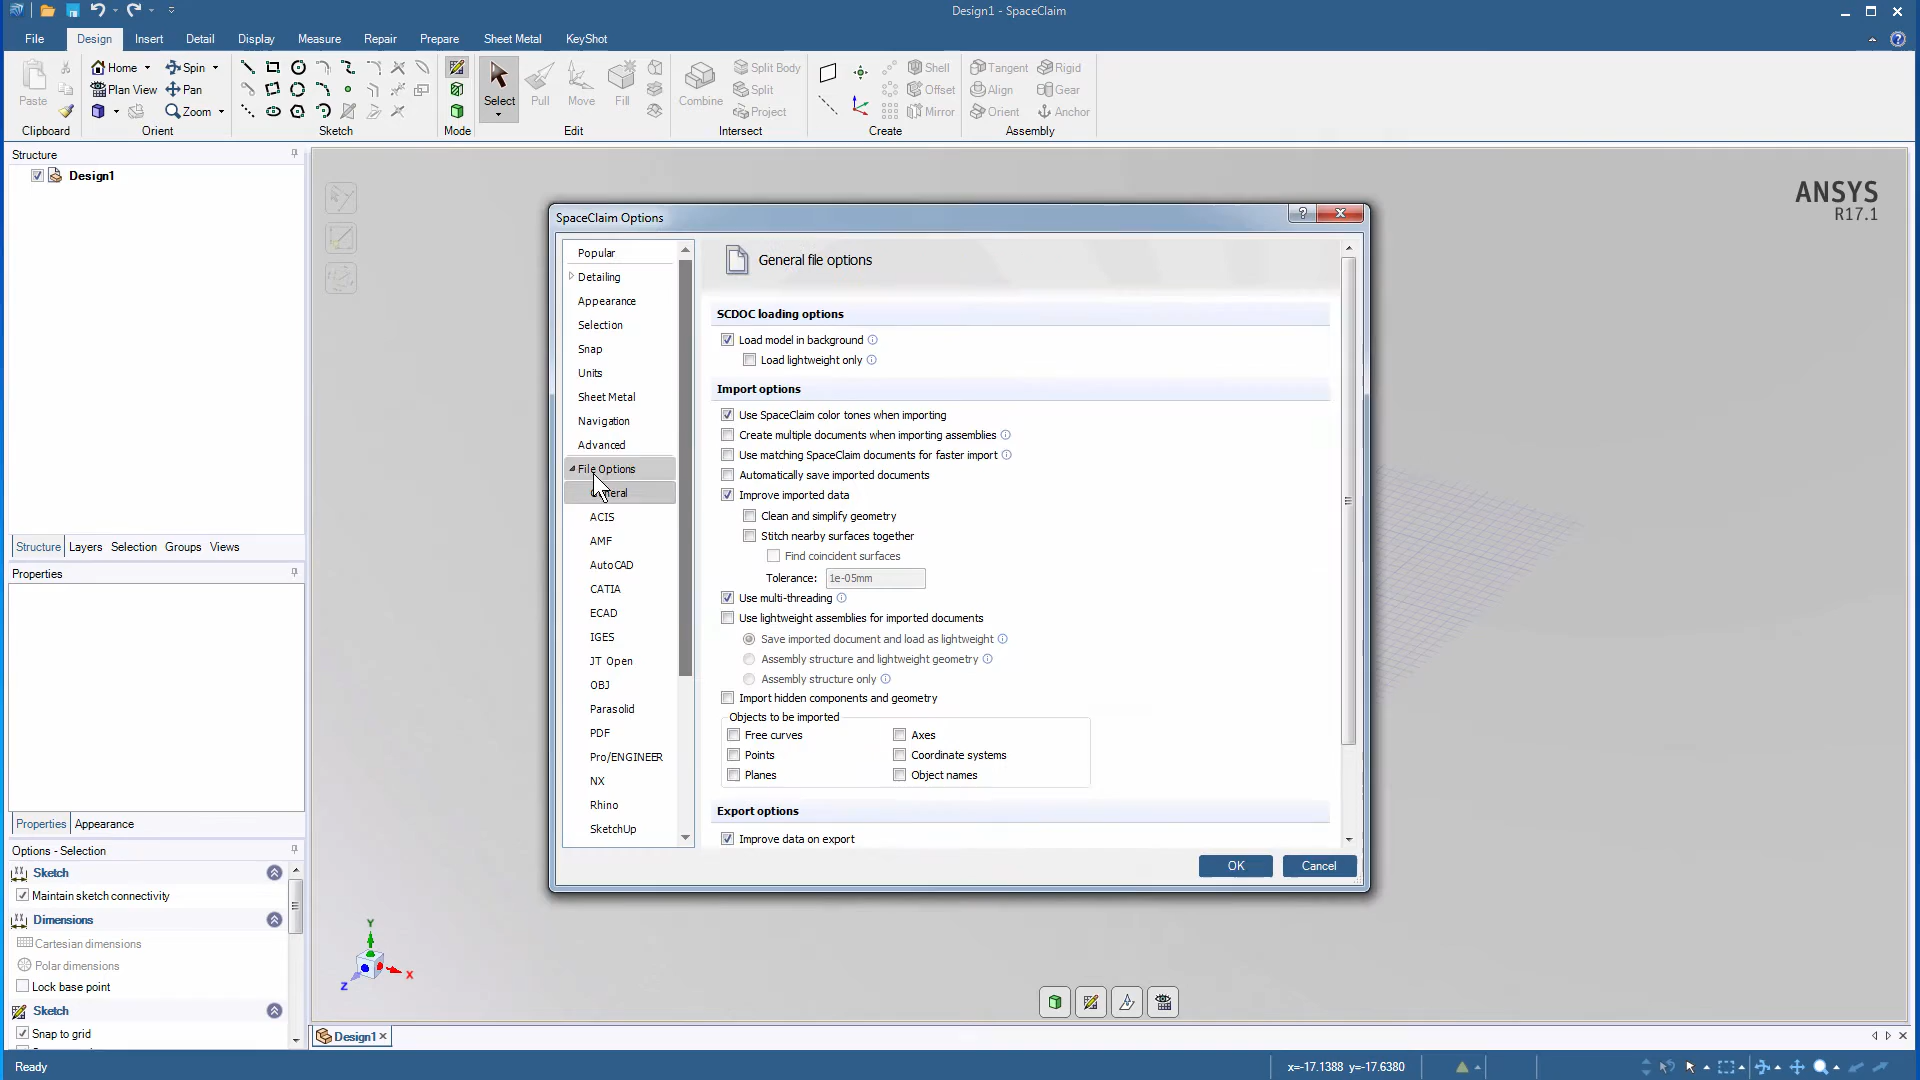 Design1 - SpaceClaim
File Design Insert Detail Display Measure Repair Prepare Sheet Metal KeyShot
Paste
Clipboard
Home Spin
Plan View Pan
Zoom
Orient
Sketch
Mode
Select Pull Move Fill
Edit
Combine
Split Body
Split
Project
Intersect
Shell
Offset
Mirror
Create
Tangent Rigid
Align Gear
Orient Anchor
Assembly
Structure
Design1
Structure Layers Selection Groups Views
Properties
Properties Appearance
Options - Selection
Sketch
Maintain sketch connectivity
Dimensions
Cartesian dimensions
Polar dimensions
Lock base point
Sketch
Snap to grid
ANSYS
R17.1
SpaceClaim Options
Popular
Detailing
Appearance
Selection
Snap
Units
Sheet Metal
Navigation
Advanced
File Options
ACIS
AMF
AutoCAD
CATIA
ECAD
IGES
JT Open
OBJ
Parasolid
PDF
Pro/ENGINEER
NX
Rhino
SketchUp
General file options
SCDOC loading options
Load model in background
Load lightweight only
Import options
Use SpaceClaim color tones when importing
Create multiple documents when importing assemblies
Use matching SpaceClaim documents for faster import
Automatically save imported documents
Improve imported data
Clean and simplify geometry
Stitch nearby surfaces together
Find coincident surfaces
Tolerance: 1e-05mm
Use multi-threading
Use lightweight assemblies for imported documents
Save imported document and load as lightweight
Assembly structure and lightweight geometry
Assembly structure only
Import hidden components and geometry
Objects to be imported
Free curves Axes
Points Coordinate systems
Planes Object names
Export options
Improve data on export
OK Cancel
Y
X
Z
Design1
Ready
x=-17.1388 y=-17.6380